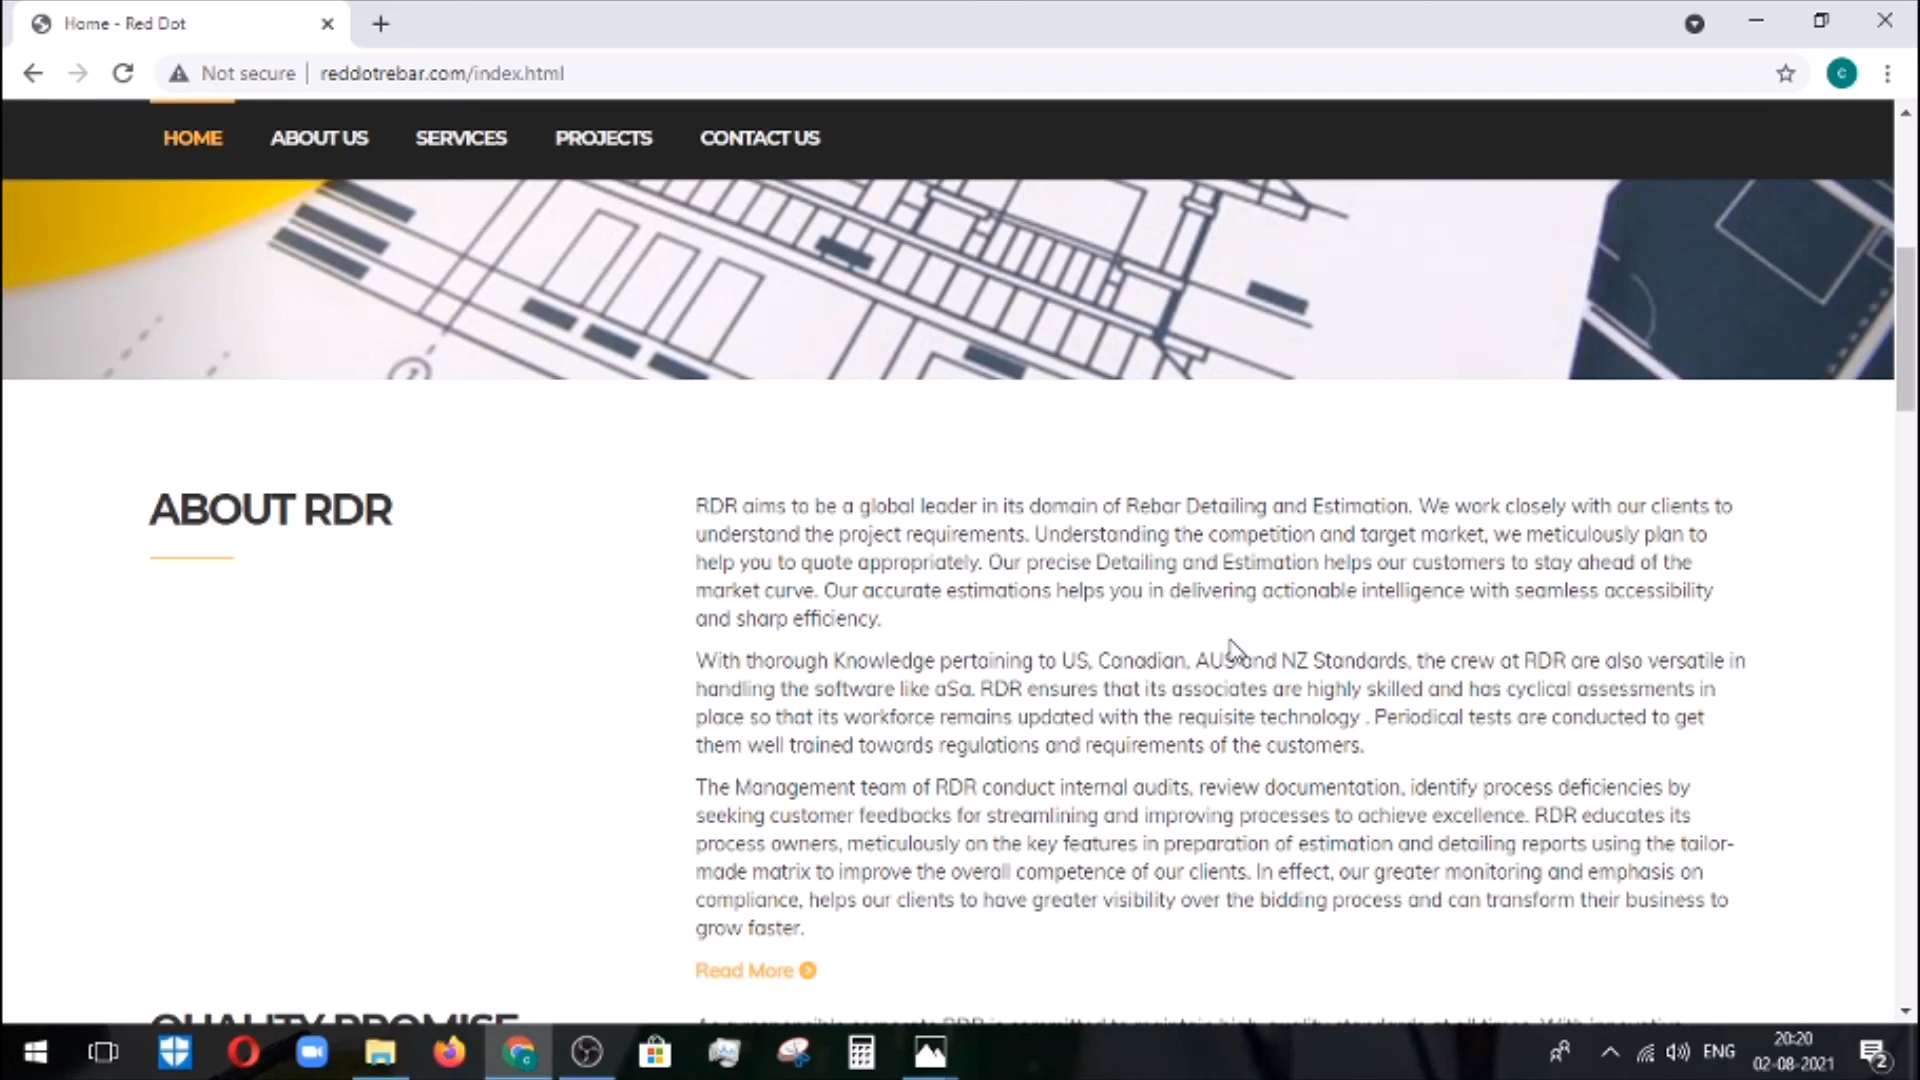 Home - Red Dot
Not secure
reddotrebar.com/index.html
C
HOME ABOUT US SERVICES PROJECTS CONTACT US
ABOUT RDR
RDR aims to be a global leader in its domain of Rebar Detailing and Estimation. We work closely with our clients to
understand the project requirements. Understanding the competition and target market, we meticulously plan to
help you to quote appropriately. Our precise Detailing and Estimation helps our customers to stay ahead of the
market curve. Our accurate estimations helps you in delivering actionable intelligence with seamless accessibility
and sharp efficiency.
With thorough Knowledge pertaining to US, Canadian, AUS and NZ Standards, the crew at RDR are also versatile in
handling the software like aSa. RDR ensures that its associates are highly skilled and has cyclical assessments in
place so that its workforce remains updated with the requisite technology . Periodical tests are conducted to get
them well trained towards regulations and requirements of the customers.
The Management team of RDR conduct internal audits, review documentation, identify process deficiencies by
seeking customer feedbacks for streamlining and improving processes to achieve excellence. RDR educates its
process owners, meticulously on the key features in preparation of estimation and detailing reports using the tailor-
made matrix to improve the overall competence of our clients. In effect, our greater monitoring and emphasis on
compliance, helps our clients to have greater visibility over the bidding process and can transform their business to
grow faster.
Read More
QUALITY PROMISE
ENG
20:20
02-08-2021
2